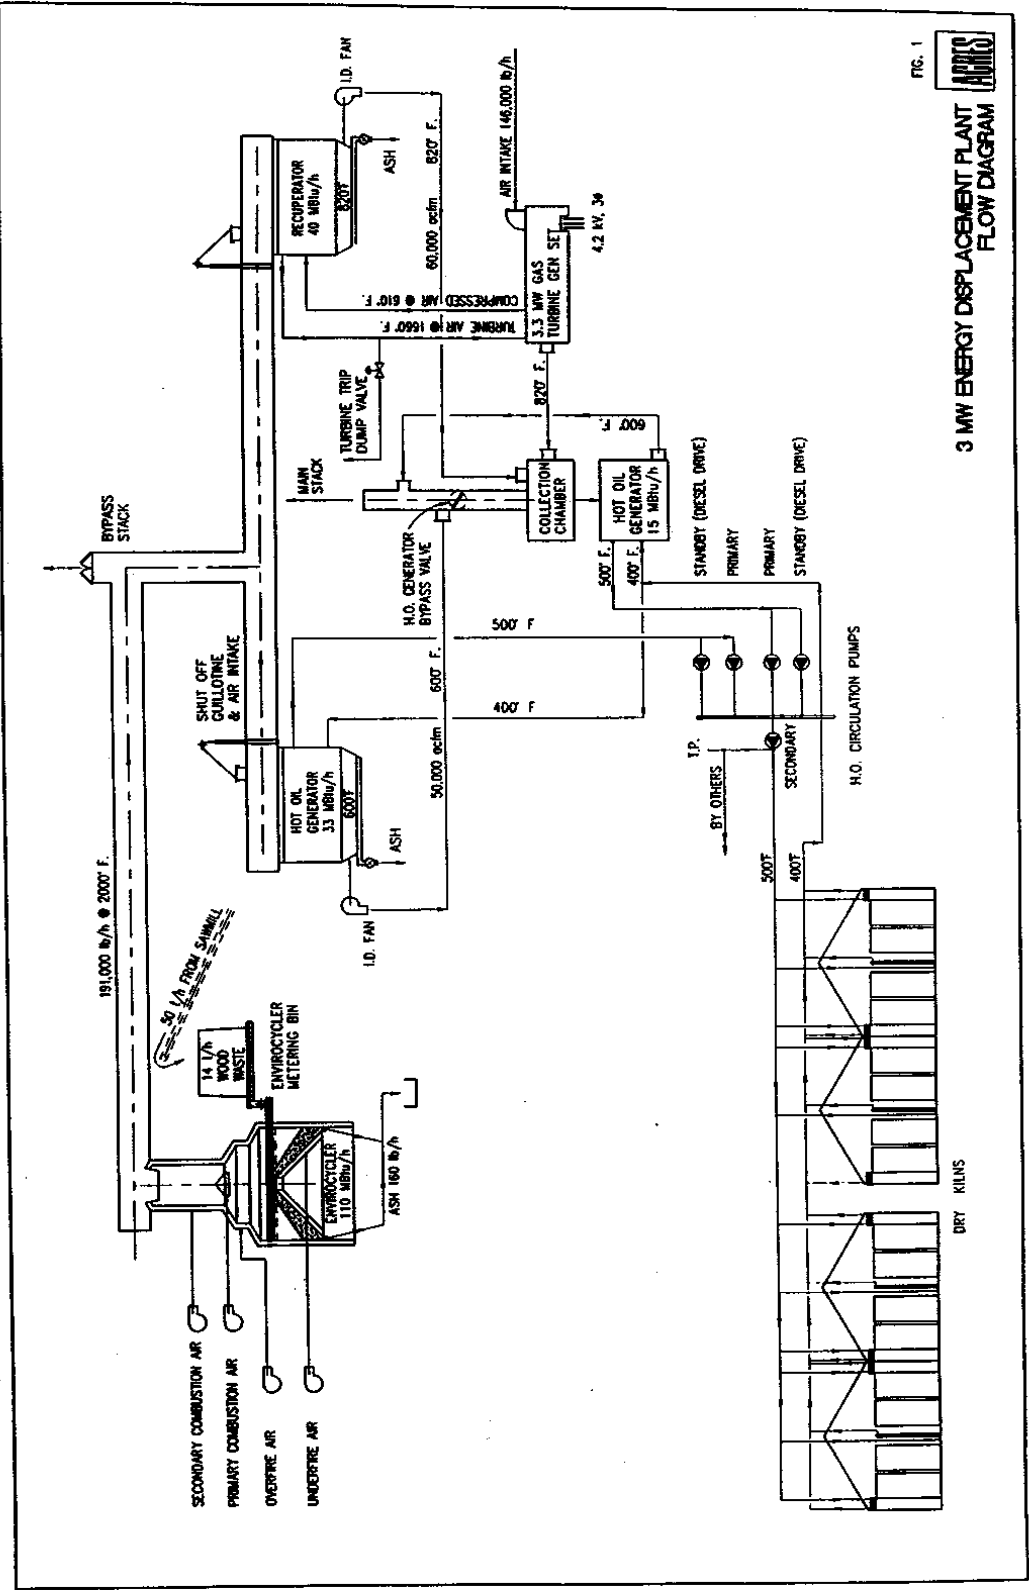 191,000 lb/h @ 2000° F.
BYPASS
STACK
SHUT OFF
GUILLOTINE
& AIR INTAKE
50 t/h FROM SAWMILL
14 t/h
WOOD
WASTE
ENVIROCYCLER
METERING BIN
ENVIROCYCLER
110 MBtu/h
ASH 160 lb/h
SECONDARY COMBUSTION AIR
PRIMARY COMBUSTION AIR
OVERFIRE AIR
UNDERFIRE AIR
HOT OIL
GENERATOR
33 MBtu/h
600°F
ASH
I.D. FAN
50,000 acfm
600° F.
RECUPERATOR
40 MBtu/h
820°F
ASH
I.D. FAN
60,000 acfm
820° F.
MAIN
STACK
TURBINE TRIP
DUMP VALVE
TURBINE AIR @ 1660° F.
COMPRESSED AIR @ 610° F.
AIR INTAKE 146,000 lb/h
3.3 MW GAS
TURBINE GEN SET
4.2 kV, 3ø
820° F.
H.O. GENERATOR
BYPASS VALVE
COLLECTION
CHAMBER
600° F.
HOT OIL
GENERATOR
15 MBtu/h
500° F.
400° F.
500° F
400° F
STANDBY (DIESEL DRIVE)
PRIMARY
PRIMARY
STANDBY (DIESEL DRIVE)
T.P.
BY OTHERS
SECONDARY
H.O. CIRCULATION PUMPS
500°F
400°F
DRY KILNS
FIG. 1
3 MW ENERGY DISPLACEMENT PLANT
FLOW DIAGRAM